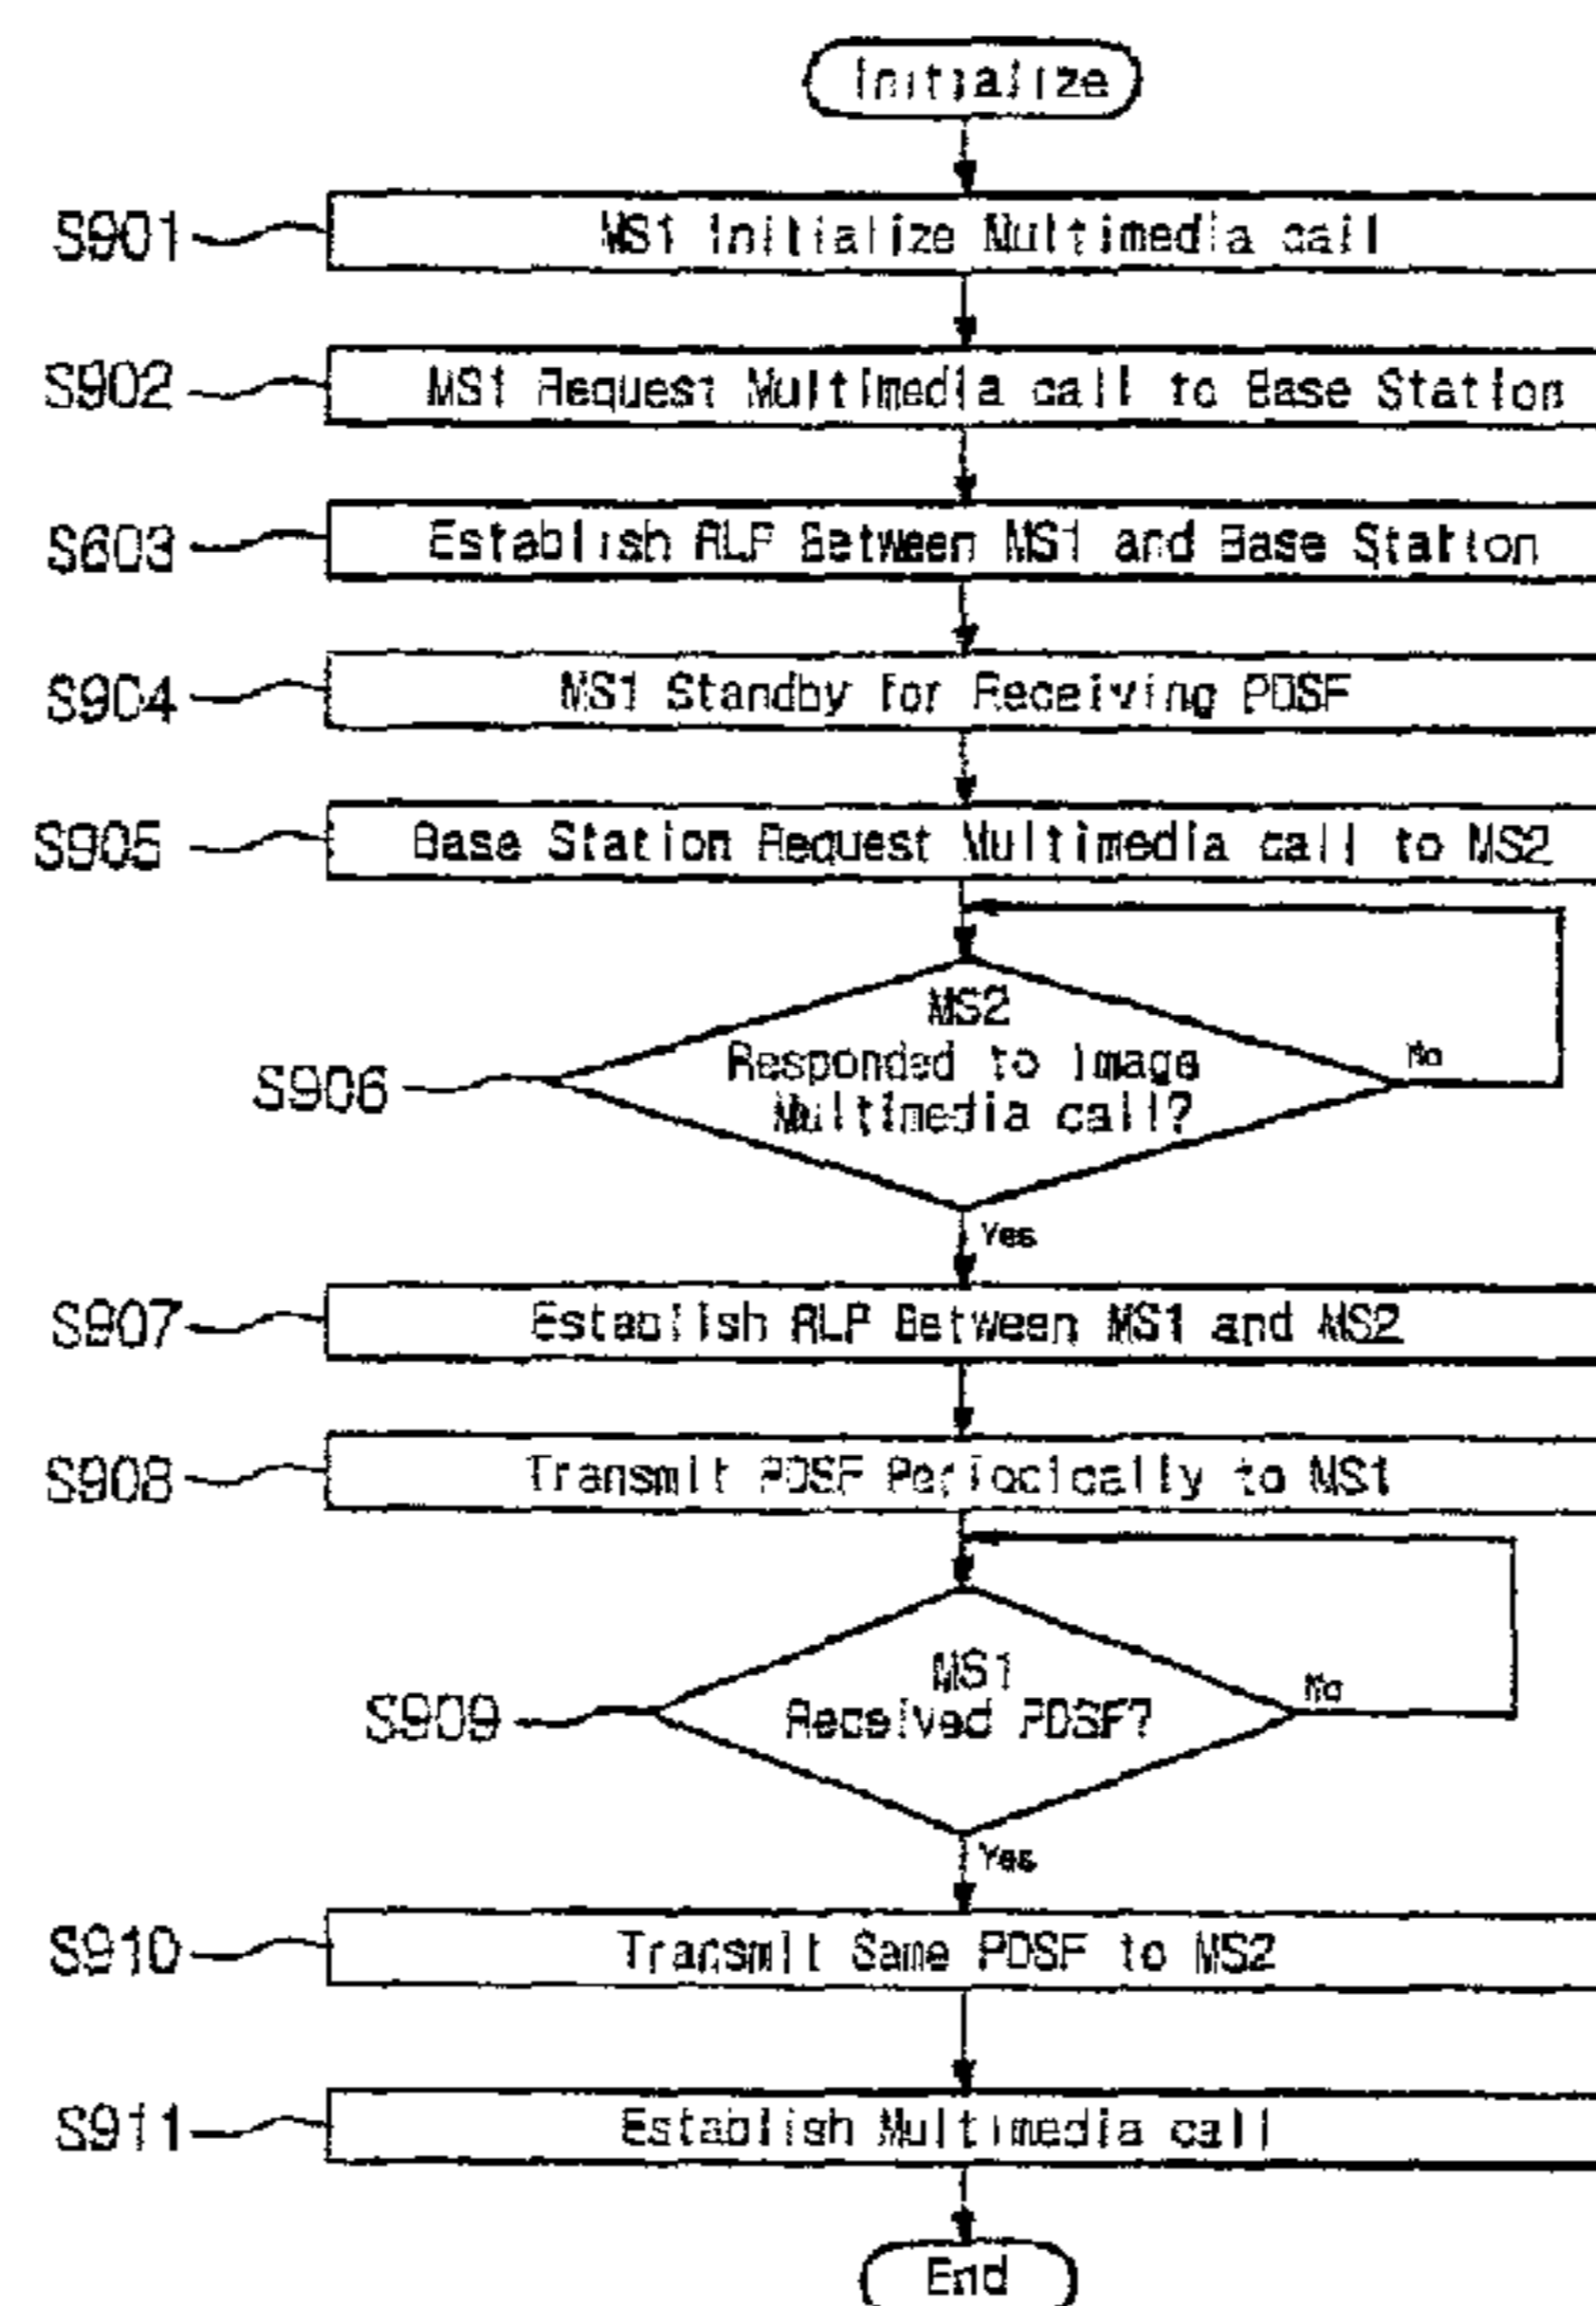 Initialize
S901 MS1 Initialize Multimedia call
S902 MS1 Request Multimedia call to Base Station
S603 Establish RLP Between MS1 and Base Station
S904 MS1 Standby for Receiving PDSF
S905 Base Station Request Multimedia call to MS2
MS2
Responded to Image
Multimedia call?
S906
No
Yes
S907 Establish RLP Between MS1 and MS2
S908 Transmit PDSF Periodically to MS1
MS1
Received PDSF?
S909
No
Yes
S910 Transmit Same PDSF to MS2
S911 Establish Multimedia call
End